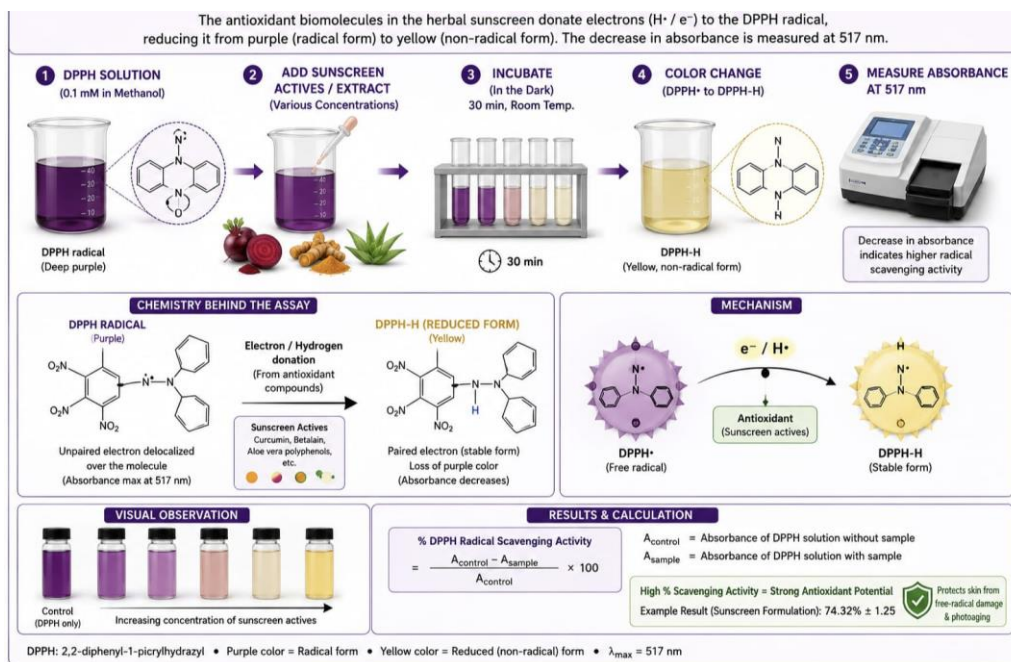 The antioxidant biomolecules in the herbal sunscreen donate electrons (H• / e⁻) to the DPPH radical,
reducing it from purple (radical form) to yellow (non-radical form). The decrease in absorbance is measured at 517 nm.
1 DPPH SOLUTION
(0.1 mM in Methanol)
40
30
20
10
N
N
O
DPPH radical
(Deep purple)
2 ADD SUNSCREEN
ACTIVES / EXTRACT
(Various Concentrations)
40
20
10
3 INCUBATE
(In the Dark)
30 min, Room Temp.
30 min
4 COLOR CHANGE
(DPPH• to DPPH-H)
40
30
20
10
N
N
N
H
DPPH-H
(Yellow, non-radical form)
5 MEASURE ABSORBANCE
AT 517 nm
Decrease in absorbance
indicates higher radical
scavenging activity
CHEMISTRY BEHIND THE ASSAY
DPPH RADICAL
(Purple)
O₂N
O₂N
NO₂
N
N
Unpaired electron delocalized
over the molecule
(Absorbance max at 517 nm)
Electron / Hydrogen
donation
(From antioxidant
compounds)
Sunscreen Actives
Curcumin, Betalain,
Aloe vera polyphenols,
etc.
DPPH-H (REDUCED FORM)
(Yellow)
O₂N
O₂N
NO₂
N
N
H
Paired electron (stable form)
Loss of purple color
(Absorbance decreases)
MECHANISM
N•
N
DPPH•
(Free radical)
e⁻ / H•
Antioxidant
(Sunscreen actives)
H
N•
N
DPPH-H
(Stable form)
VISUAL OBSERVATION
Control
(DPPH only)
Increasing concentration of sunscreen actives
RESULTS & CALCULATION
% DPPH Radical Scavenging Activity
= (A_control − A_sample) / A_control × 100
A_control = Absorbance of DPPH solution without sample
A_sample = Absorbance of DPPH solution with sample
High % Scavenging Activity = Strong Antioxidant Potential
Example Result (Sunscreen Formulation): 74.32% ± 1.25
Protects skin from
free-radical damage
& photoaging
DPPH: 2,2-diphenyl-1-picrylhydrazyl • Purple color = Radical form • Yellow color = Reduced (non-radical) form • λmax = 517 nm